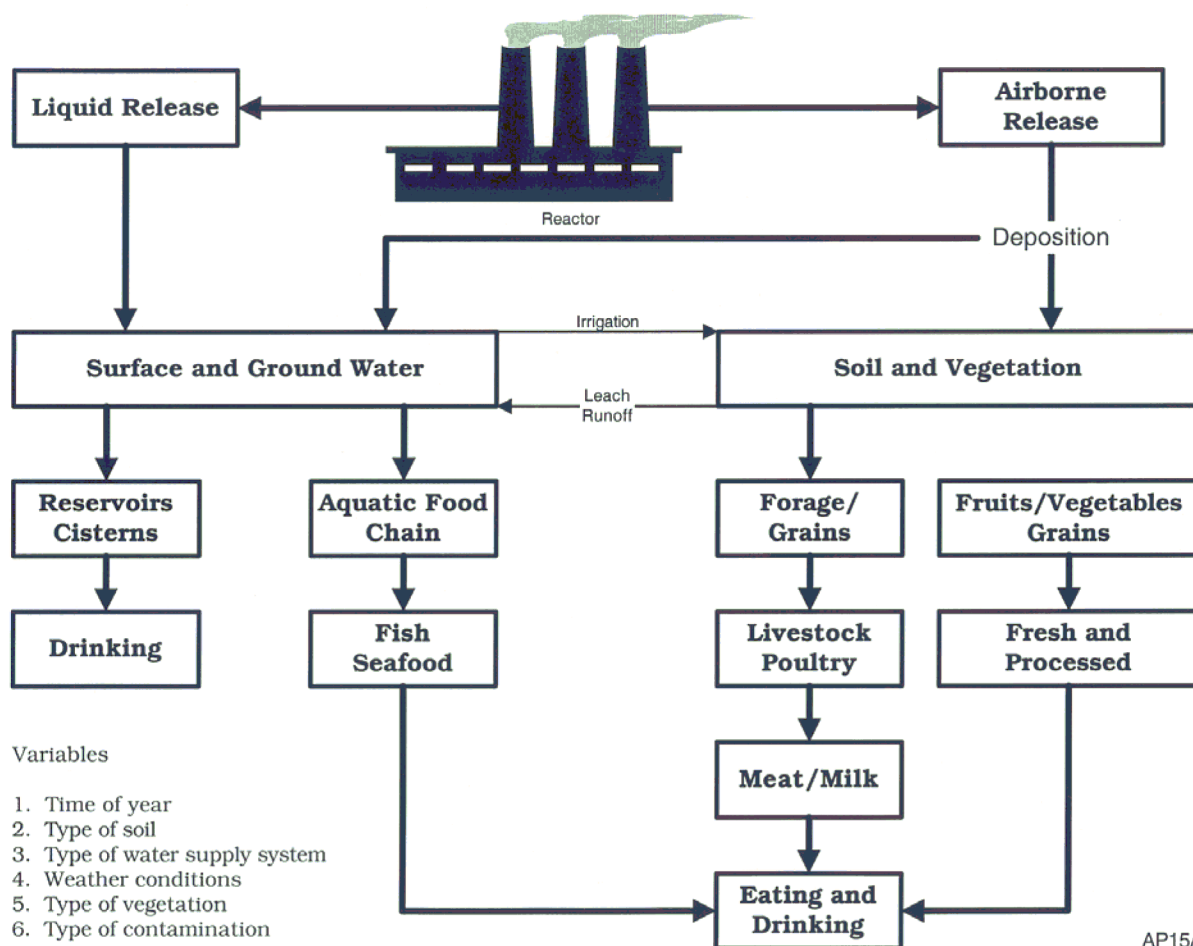 Liquid Release
Airborne
Release
Reactor
Deposition
Irrigation
Surface and Ground Water
Soil and Vegetation
Leach
Runoff
Reservoirs
Cisterns
Aquatic Food
Chain
Forage/
Grains
Fruits/Vegetables
Grains
Drinking
Fish
Seafood
Livestock
Poultry
Fresh and
Processed
Meat/Milk
Eating and
Drinking
Variables
1. Time of year
2. Type of soil
3. Type of water supply system
4. Weather conditions
5. Type of vegetation
6. Type of contamination